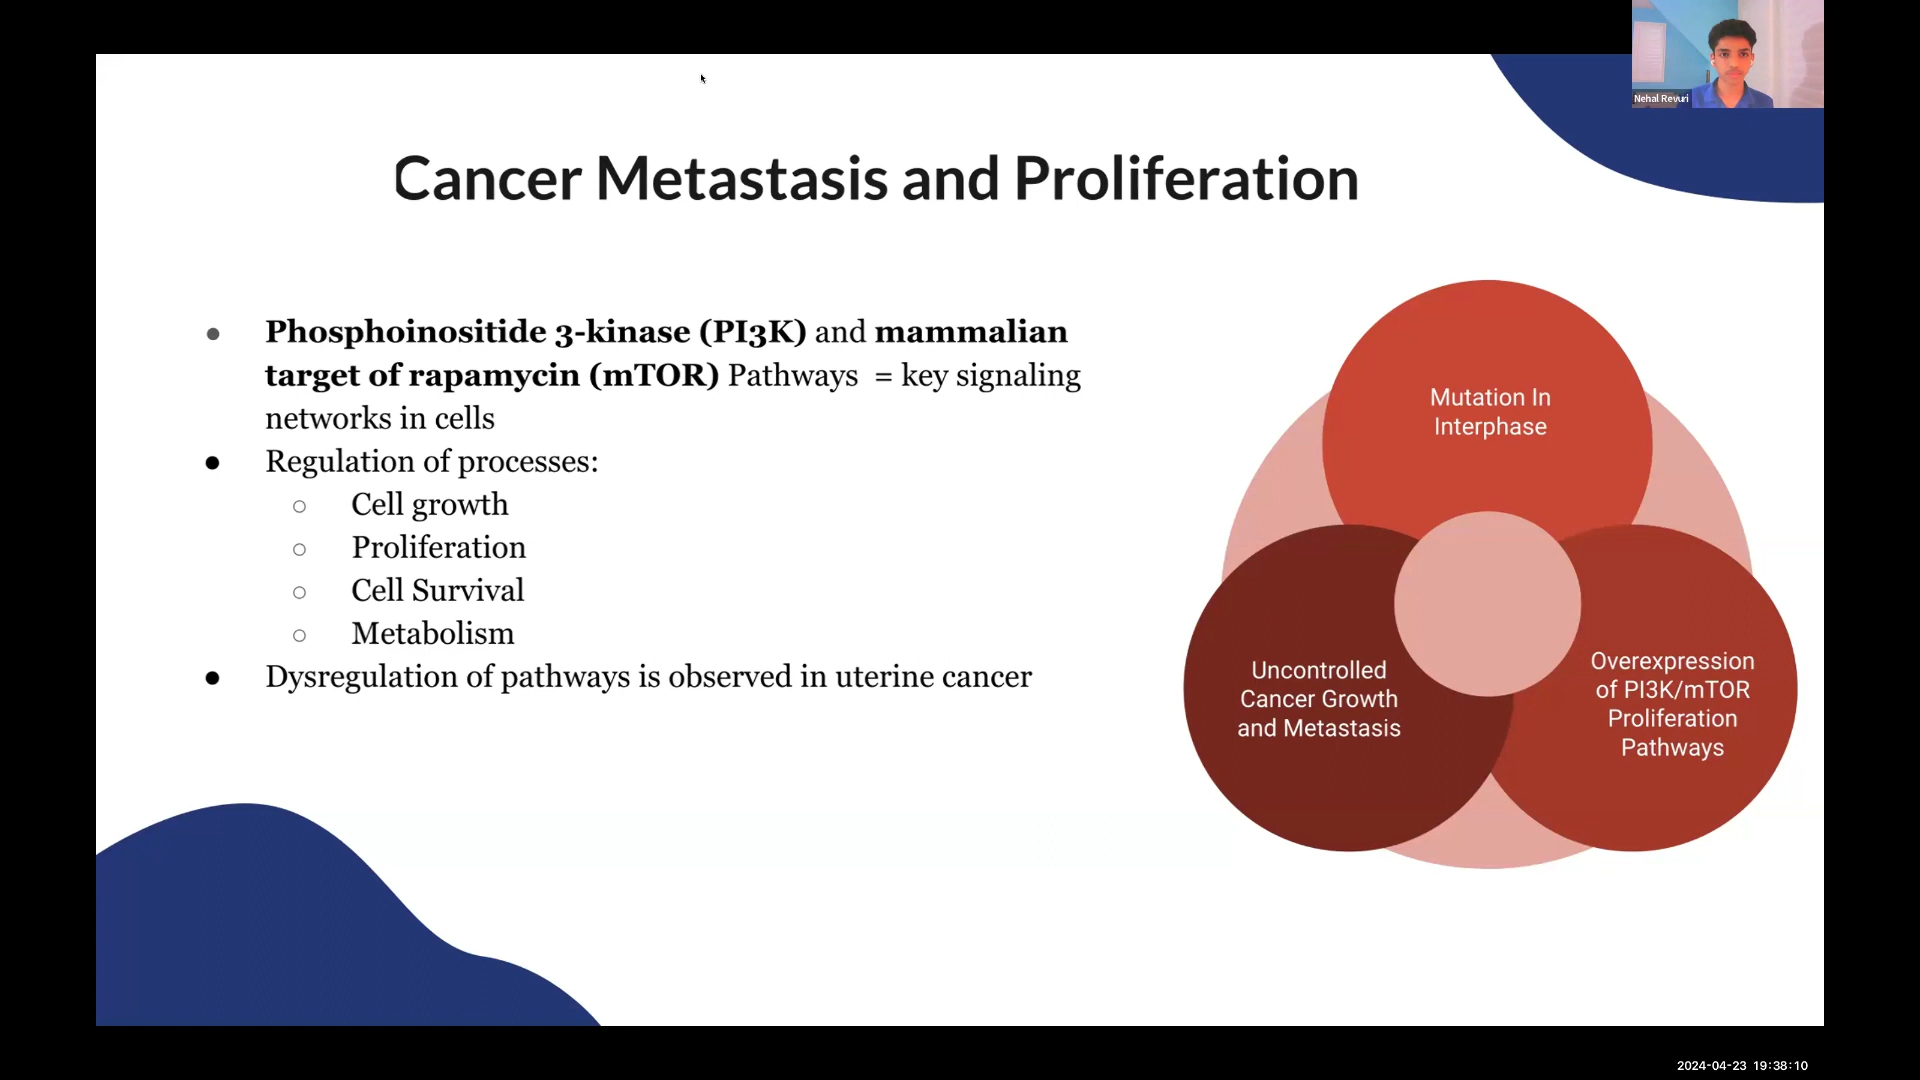 Nehal Revuri
Cancer Metastasis and Proliferation
● Phosphoinositide 3-kinase (PI3K) and mammalian
target of rapamycin (mTOR) Pathways = key signaling
networks in cells
● Regulation of processes:
○ Cell growth
○ Proliferation
○ Cell Survival
○ Metabolism
● Dysregulation of pathways is observed in uterine cancer
Mutation In
Interphase
Uncontrolled
Cancer Growth
and Metastasis
Overexpression
of PI3K/mTOR
Proliferation
Pathways
2024-04-23 19:38:10